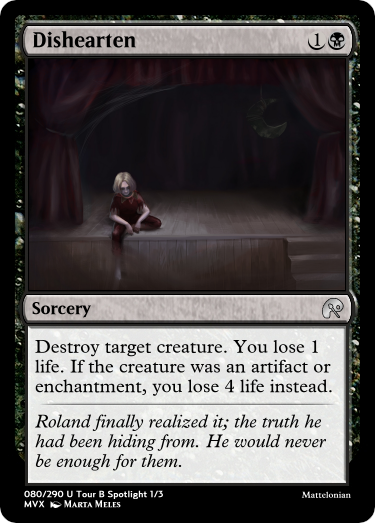 Dishearten 1
Sorcery
Destroy target creature. You lose 1
life. If the creature was an artifact or
enchantment, you lose 4 life instead.
Roland finally realized it; the truth he
had been hiding from. He would never
be enough for them.
080/290 U Tour B Spotlight 1/3
MVX Marta Meles
Mattelonian